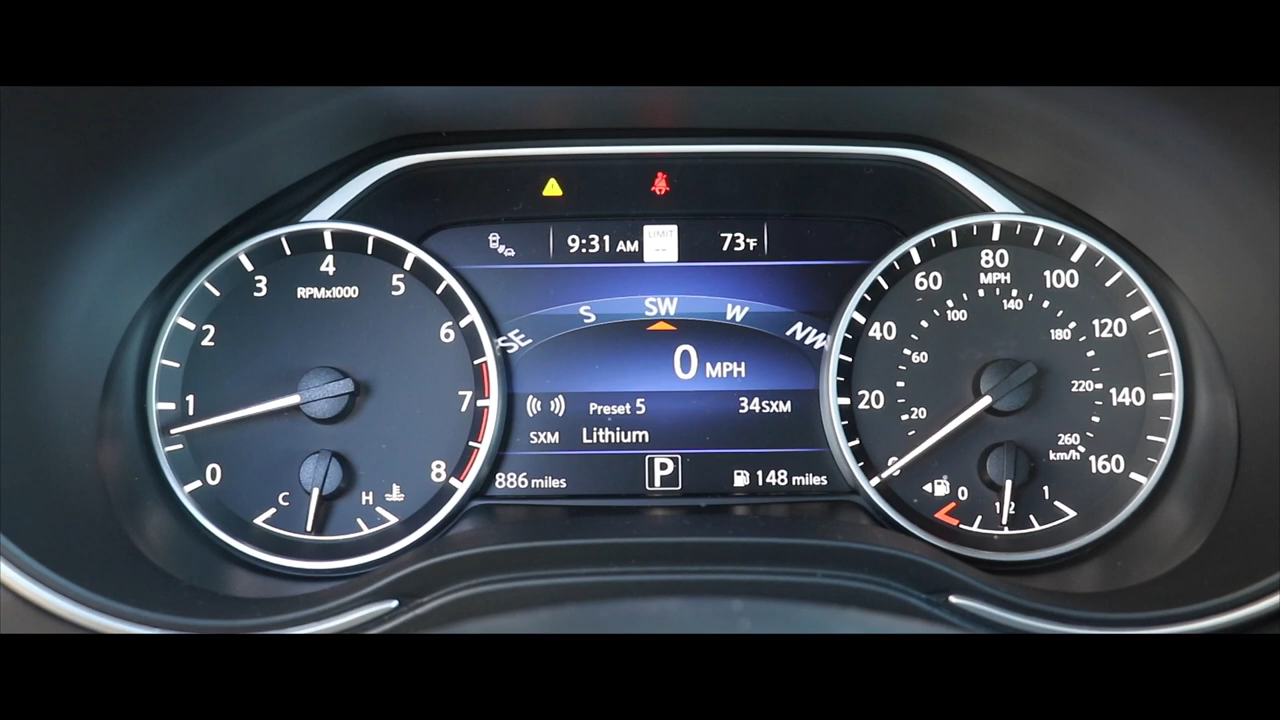 9:31 AM
LIMIT
--
73°F
SE S SW W NW
0 MPH
Preset 5 34SXM
SXM Lithium
886 miles P 148 miles
0 1 2 3 4 5 6 7 8
RPMx1000
C H
0 20 40 60 80 100 120 140 160
MPH
20 60 100 140 180 220 260
km/h
0 1/2 1